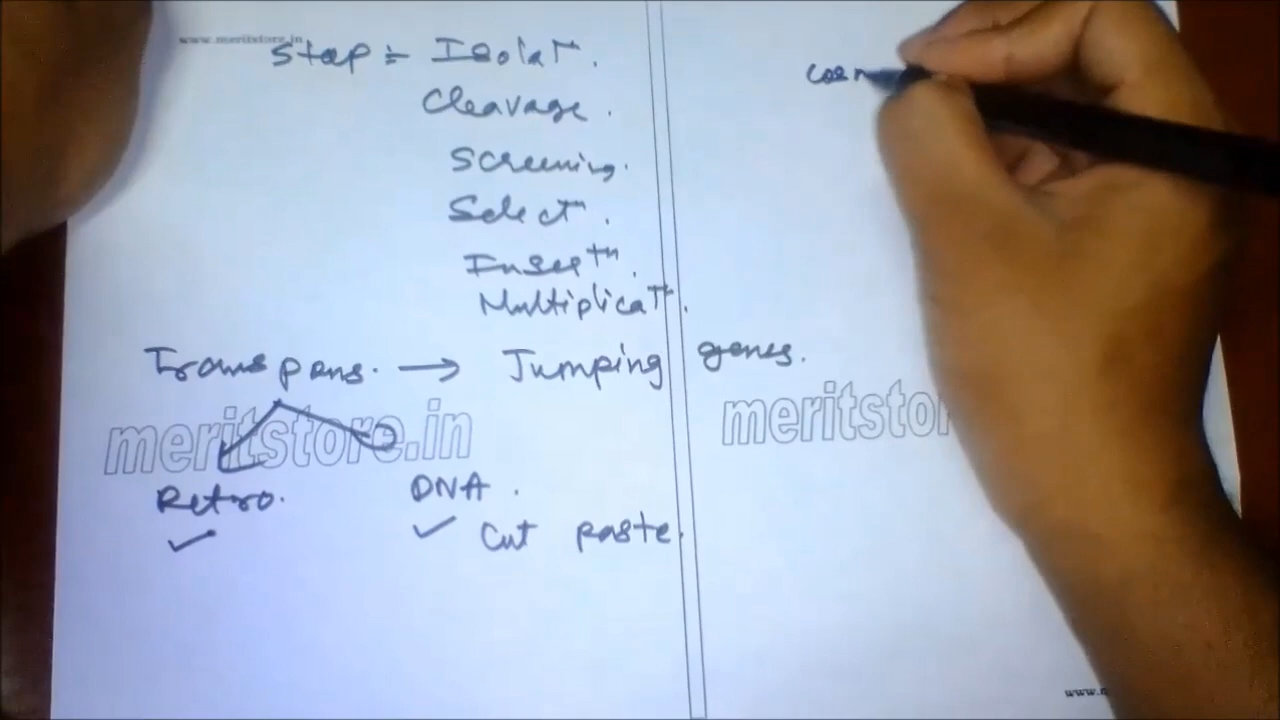 www.meritstore.in
Step :- Isolatn.
Cleavage.
Screening.
Selectn.
Insertn.
Multiplicatn.
Transpons. → Jumping genes.
meritstore.in
meritstor
Retro.
DNA.
✓
✓ Cut paste.
www.